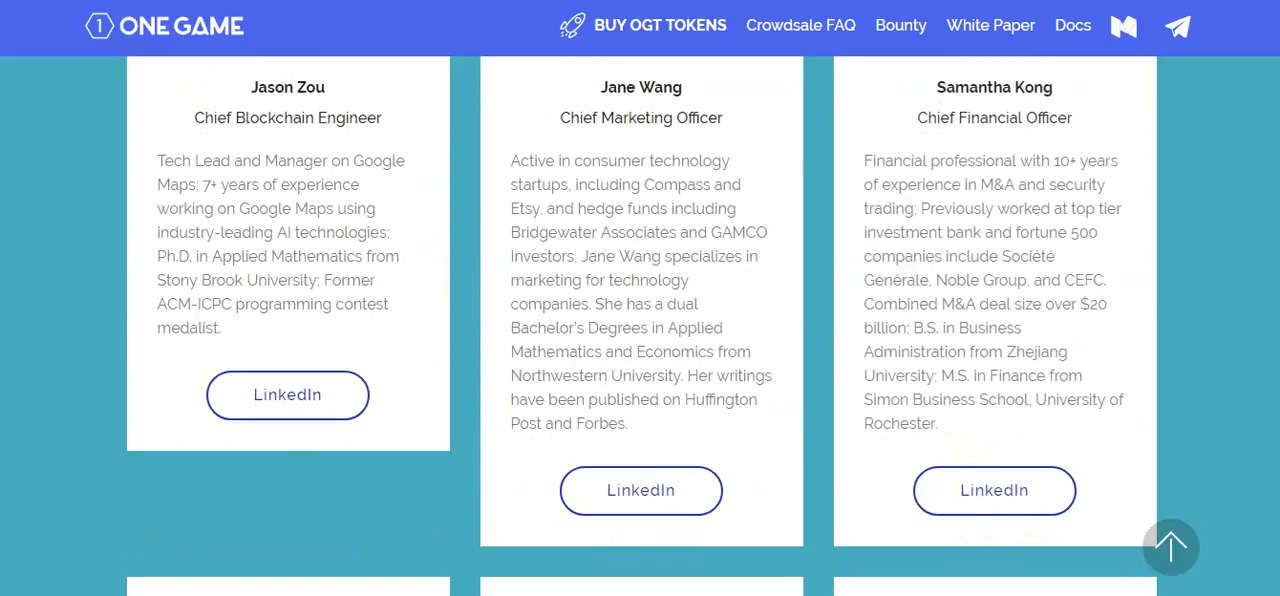 1 ONE GAME
BUY OGT TOKENS
Crowdsale FAQ
Bounty
White Paper
Docs
Jason Zou
Chief Blockchain Engineer
Tech Lead and Manager on Google
Maps; 7+ years of experience
working on Google Maps using
industry-leading AI technologies;
Ph.D. in Applied Mathematics from
Stony Brook University; Former
ACM-ICPC programming contest
medalist.
LinkedIn
Jane Wang
Chief Marketing Officer
Active in consumer technology
startups, including Compass and
Etsy, and hedge funds including
Bridgewater Associates and GAMCO
Investors, Jane Wang specializes in
marketing for technology
companies. She has a dual
Bachelor's Degrees in Applied
Mathematics and Economics from
Northwestern University. Her writings
have been published on Huffington
Post and Forbes.
LinkedIn
Samantha Kong
Chief Financial Officer
Financial professional with 10+ years
of experience in M&A and security
trading; Previously worked at top tier
investment bank and fortune 500
companies include Société
Générale, Noble Group, and CEFC.
Combined M&A deal size over $20
billion; B.S. in Business
Administration from Zhejiang
University; M.S. in Finance from
Simon Business School, University of
Rochester.
LinkedIn